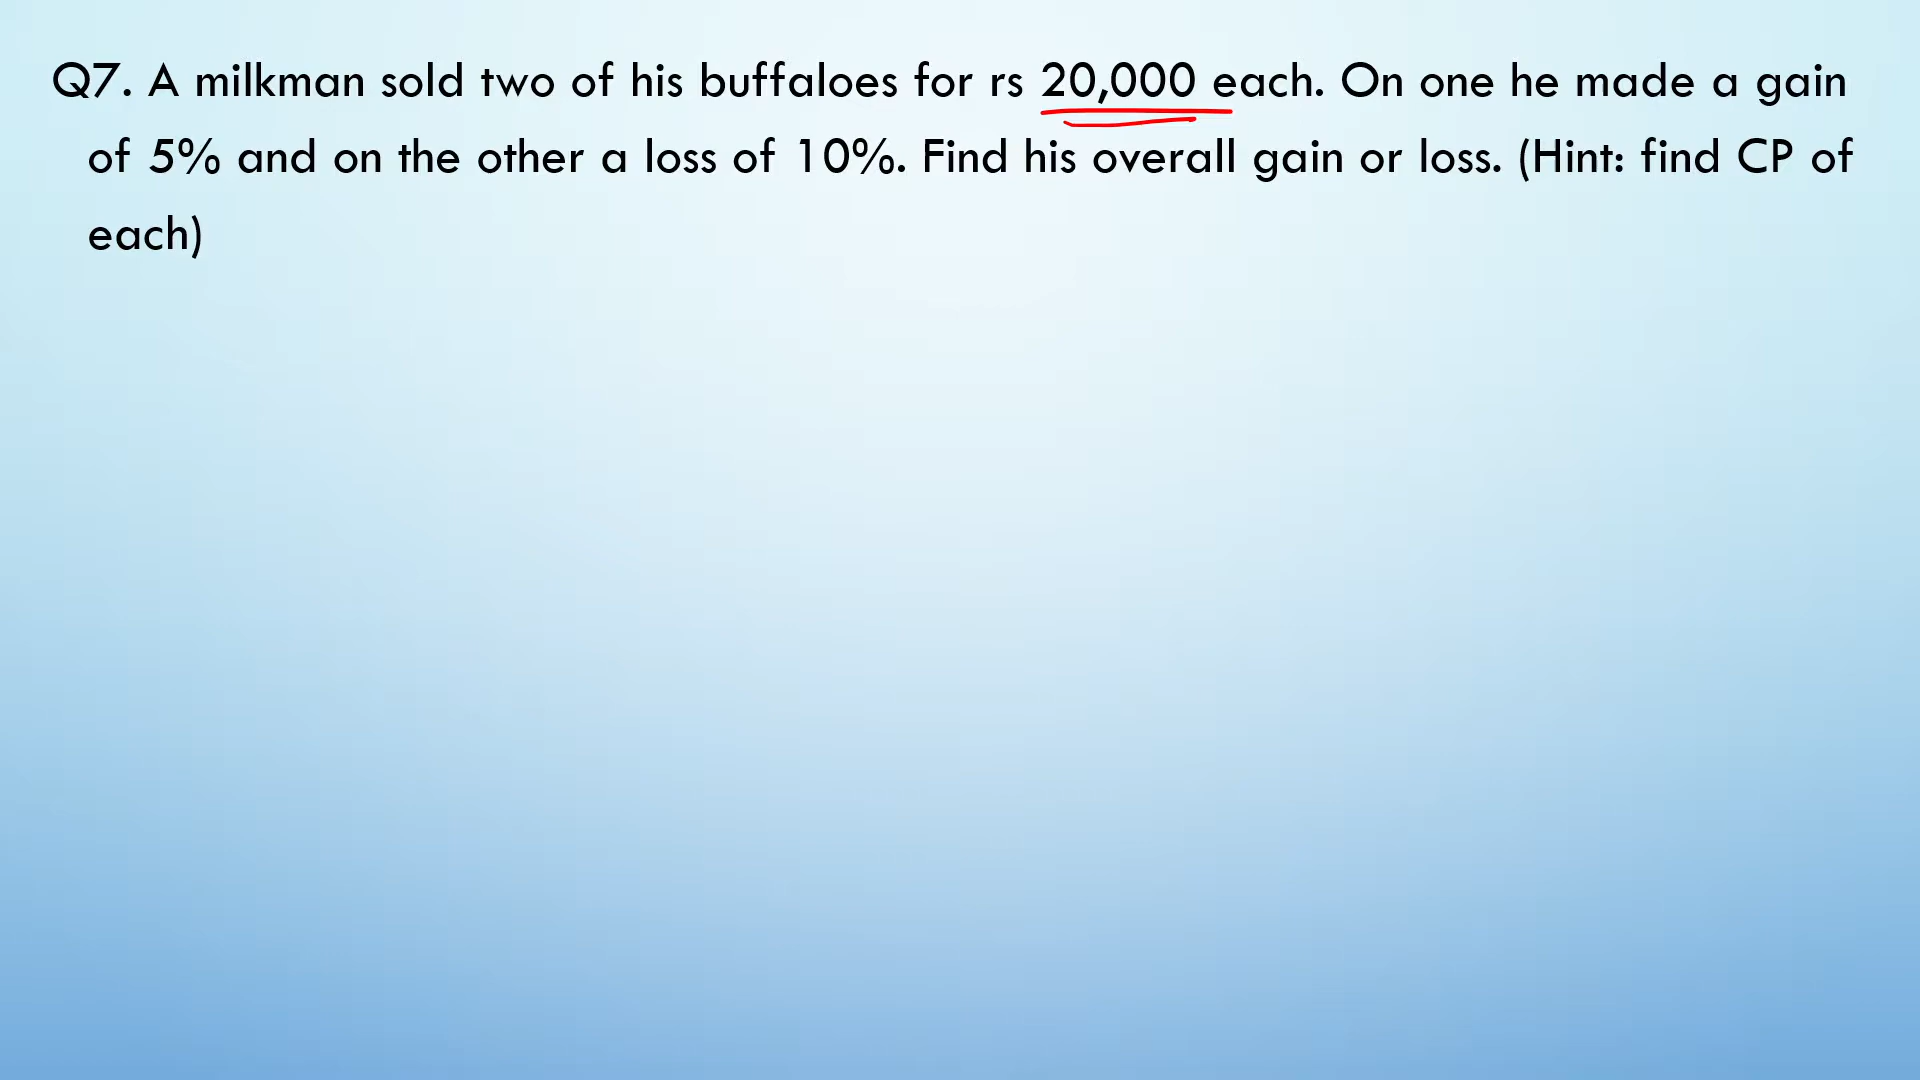 Q7. A milkman sold two of his buffaloes for rs 20,000 each. On one he made a gain
of 5% and on the other a loss of 10%. Find his overall gain or loss. (Hint: find CP of
each)